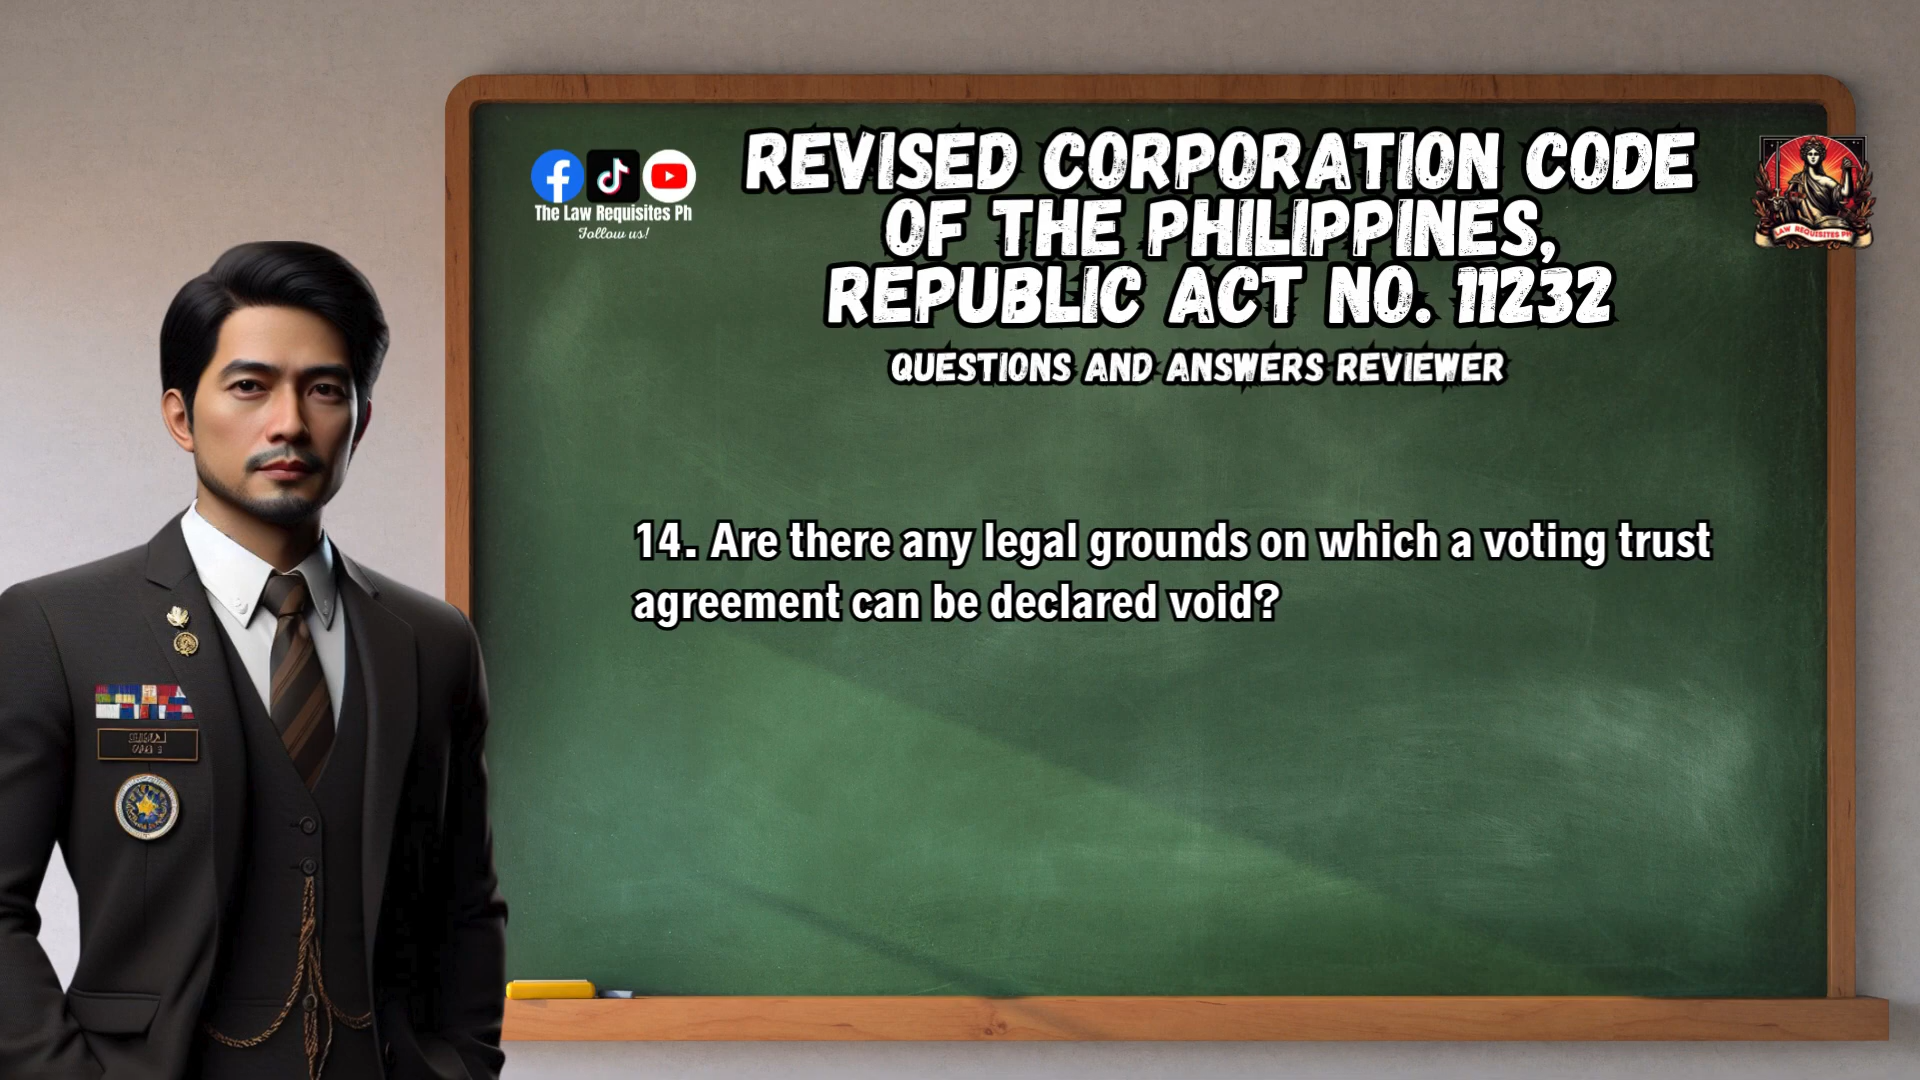 REVISED CORPORATION CODE
OF THE PHILIPPINES,
REPUBLIC ACT NO. 11232
QUESTIONS AND ANSWERS REVIEWER
The Law Requisites Ph
Follow us!
LAW REQUISITES PH
14. Are there any legal grounds on which a voting trust
agreement can be declared void?